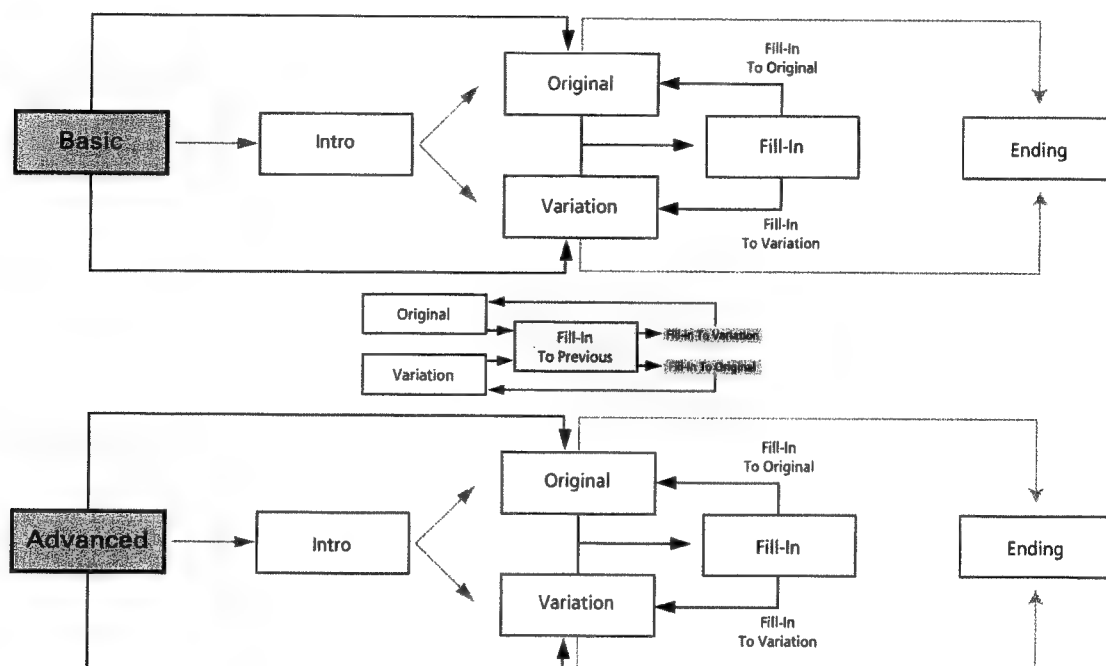 Fill-In
To Original
Original
Basic
Intro
Fill-In
Ending
Variation
Fill-In
To Variation
Original
Fill-In
To Previous
Fill-In To Variation
Variation
Fill-In To Original
Fill-In
To Original
Original
Advanced
Intro
Fill-In
Ending
Variation
Fill-In
To Variation